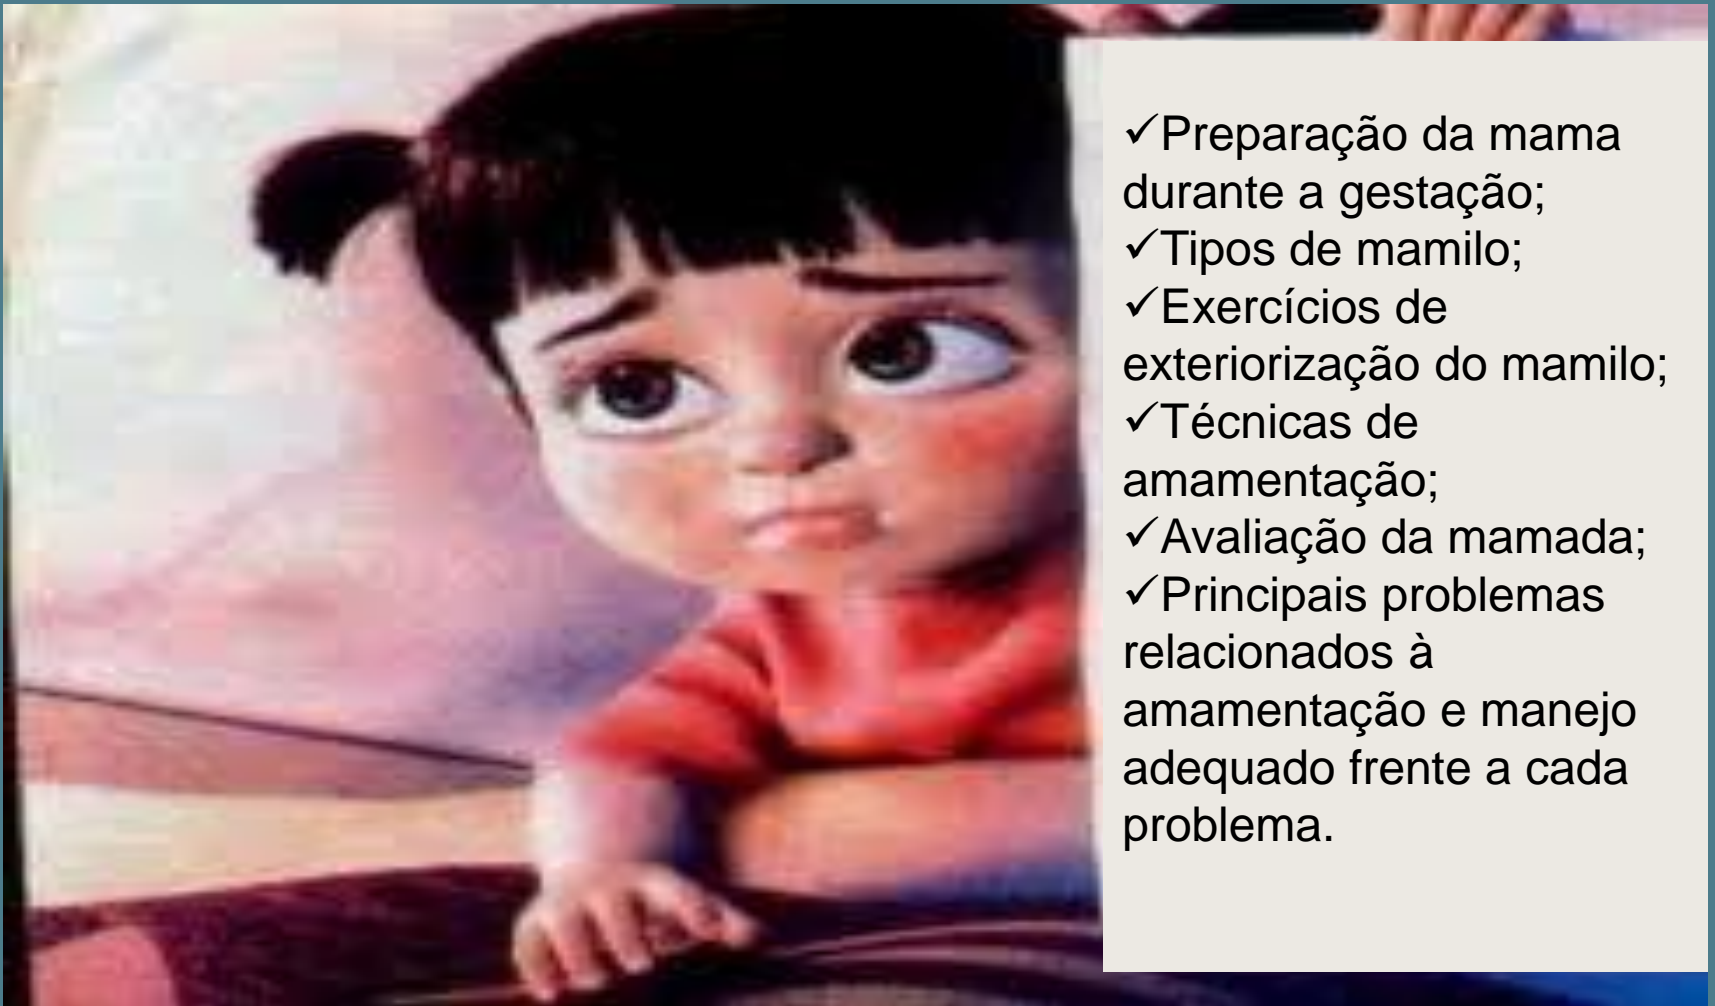 ✓Preparação da mama
durante a gestação;
✓Tipos de mamilo;
✓Exercícios de
exteriorização do mamilo;
✓Técnicas de
amamentação;
✓Avaliação da mamada;
✓Principais problemas
relacionados à
amamentação e manejo
adequado frente a cada
problema.